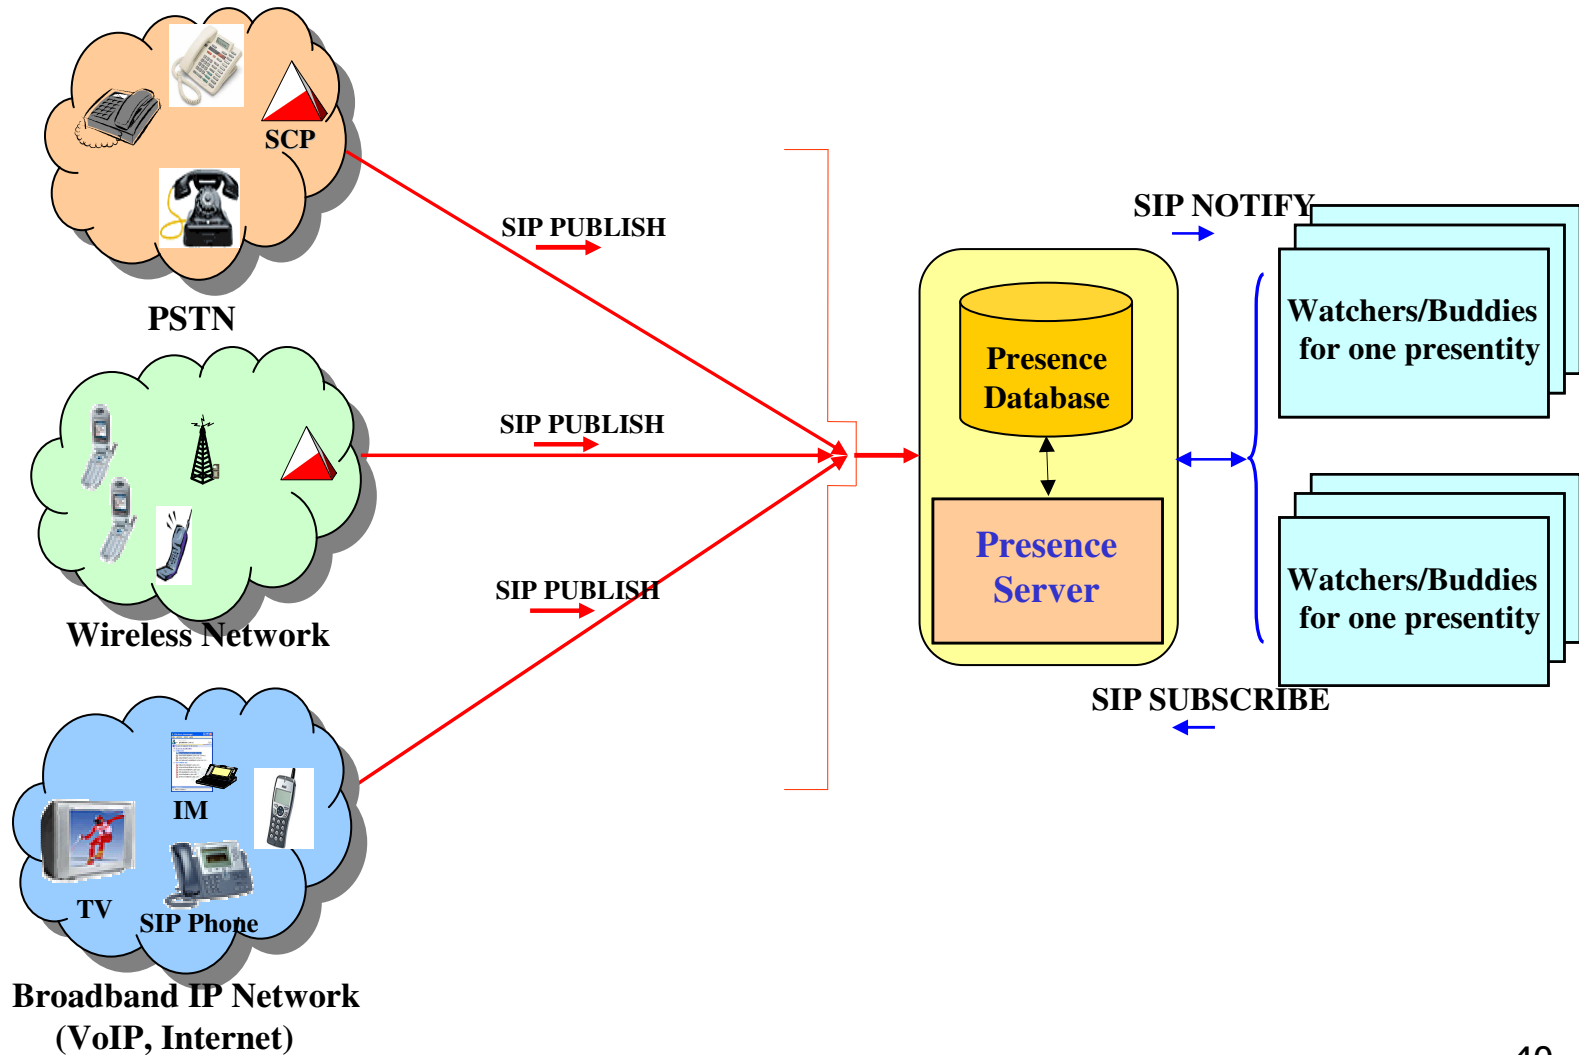 SCP
PSTN
SIP PUBLISH
SIP PUBLISH
Wireless Network
SIP PUBLISH
IM
TV
SIP Phone
Broadband IP Network
(VoIP, Internet)
Presence
Database
Presence
Server
SIP NOTIFY
Watchers/Buddies
for one presentity
Watchers/Buddies
for one presentity
SIP SUBSCRIBE